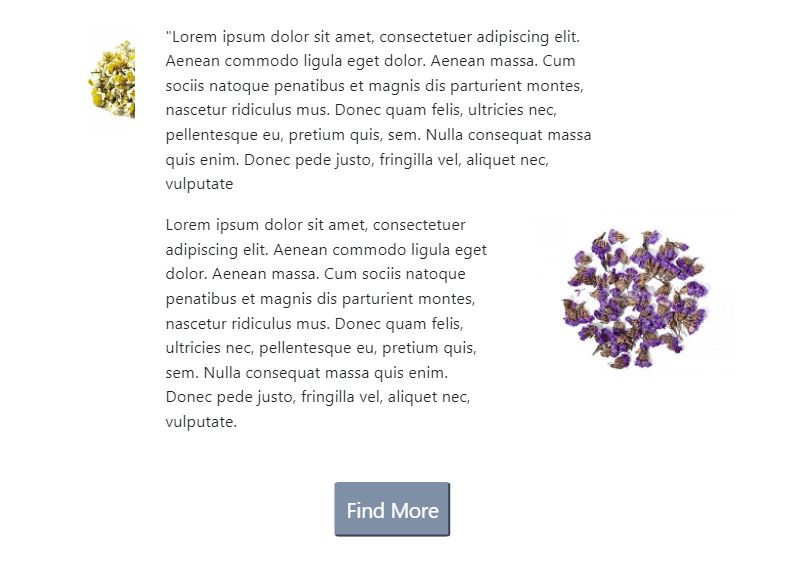 "Lorem ipsum dolor sit amet, consectetuer adipiscing elit.
Aenean commodo ligula eget dolor. Aenean massa. Cum
sociis natoque penatibus et magnis dis parturient montes,
nascetur ridiculus mus. Donec quam felis, ultricies nec,
pellentesque eu, pretium quis, sem. Nulla consequat massa
quis enim. Donec pede justo, fringilla vel, aliquet nec,
vulputate
Lorem ipsum dolor sit amet, consectetuer
adipiscing elit. Aenean commodo ligula eget
dolor. Aenean massa. Cum sociis natoque
penatibus et magnis dis parturient montes,
nascetur ridiculus mus. Donec quam felis,
ultricies nec, pellentesque eu, pretium quis,
sem. Nulla consequat massa quis enim.
Donec pede justo, fringilla vel, aliquet nec,
vulputate.
Find More